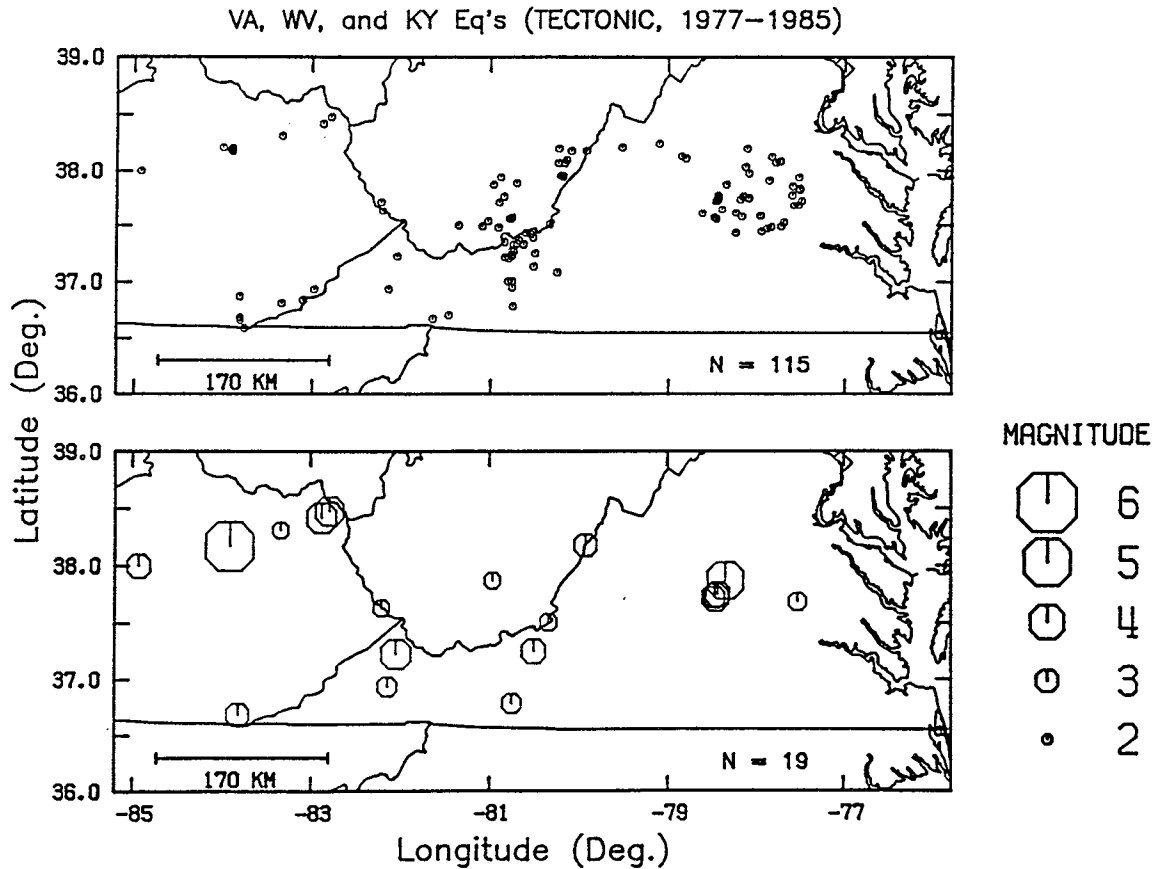 VA, WV, and KY Eq's (TECTONIC, 1977-1985)
39.0
38.0
37.0
36.0
170 KM
N = 115
Latitude (Deg.)
39.0
38.0
37.0
36.0
170 KM
N = 19
-85
-83
-81
-79
-77
Longitude (Deg.)
MAGNITUDE
6
5
4
3
2